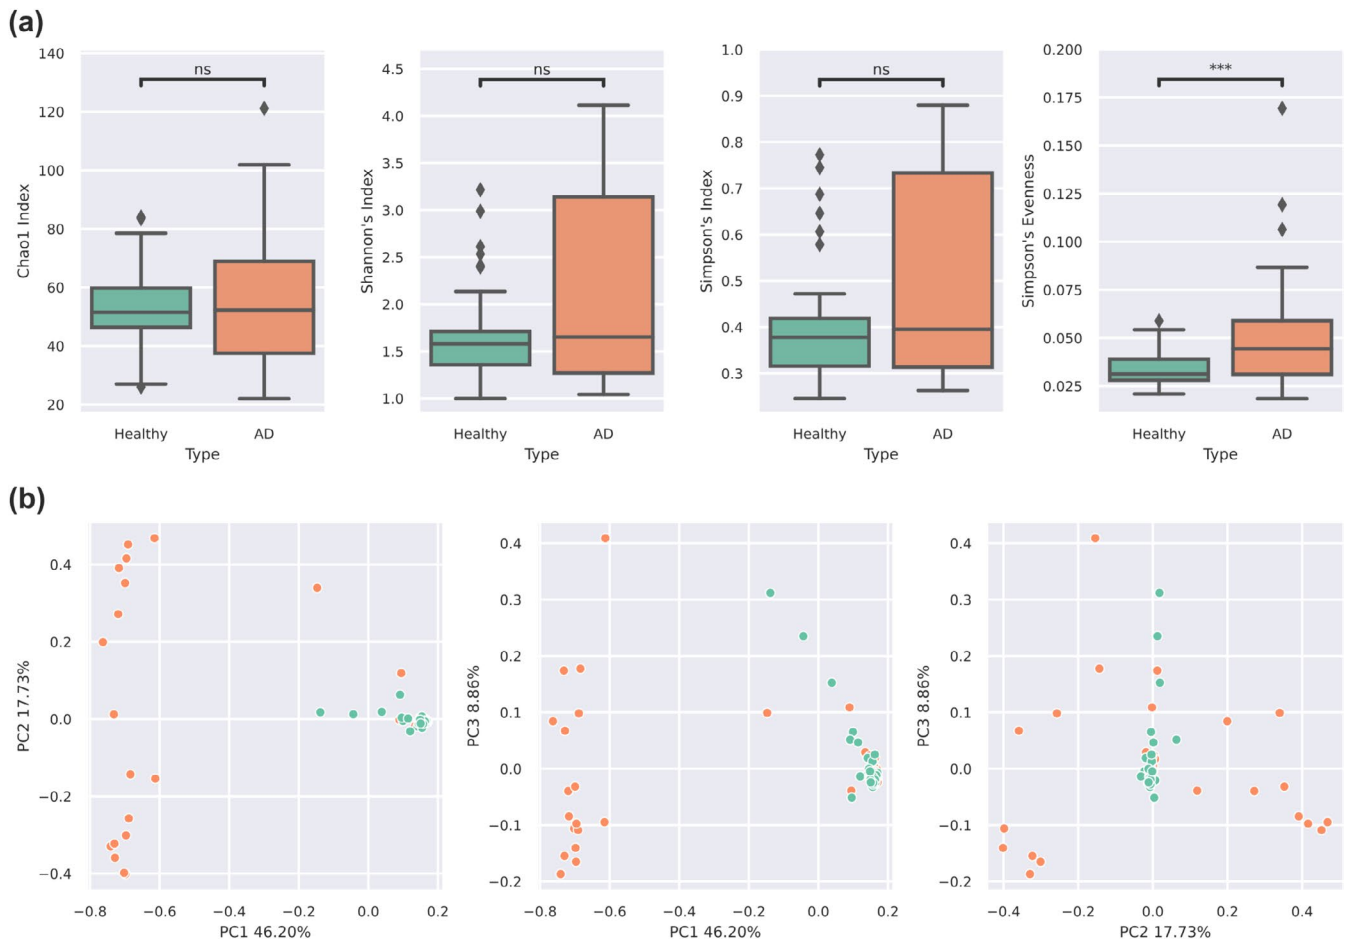 (a)
Chao1 Index
140
120
100
80
60
40
20
ns
Healthy AD
Type
Shannon's Index
4.5
4.0
3.5
3.0
2.5
2.0
1.5
1.0
ns
Healthy AD
Type
Simpson's Index
1.0
0.9
0.8
0.7
0.6
0.5
0.4
0.3
ns
Healthy AD
Type
Simpson's Evenness
0.200
0.175
0.150
0.125
0.100
0.075
0.050
0.025
***
Healthy AD
Type
(b)
PC2 17.73%
0.4
0.2
0.0
−0.2
−0.4
−0.8 −0.6 −0.4 −0.2 0.0 0.2
PC1 46.20%
PC3 8.86%
0.4
0.3
0.2
0.1
0.0
−0.1
−0.2
−0.8 −0.6 −0.4 −0.2 0.0 0.2
PC1 46.20%
PC3 8.86%
0.4
0.3
0.2
0.1
0.0
−0.1
−0.2
−0.4 −0.2 0.0 0.2 0.4
PC2 17.73%